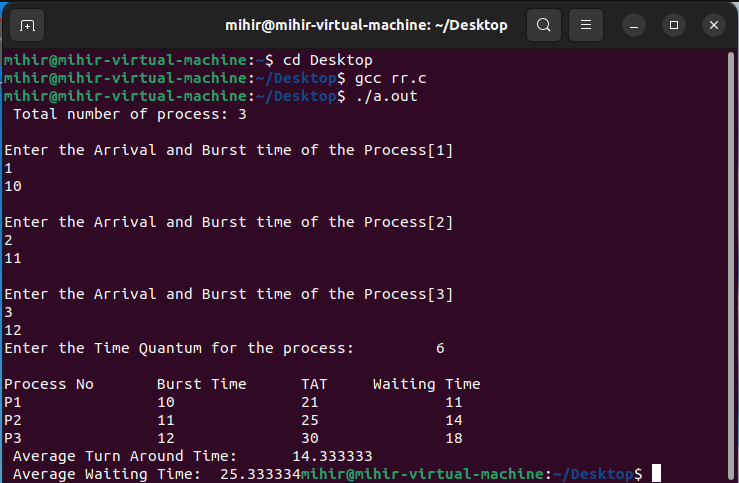 mihir@mihir-virtual-machine: ~/Desktop
mihir@mihir-virtual-machine:~$ cd Desktop
mihir@mihir-virtual-machine:~/Desktop$ gcc rr.c
mihir@mihir-virtual-machine:~/Desktop$ ./a.out
Total number of process: 3
Enter the Arrival and Burst time of the Process[1]
1
10
Enter the Arrival and Burst time of the Process[2]
2
11
Enter the Arrival and Burst time of the Process[3]
3
12
Enter the Time Quantum for the process: 6
Process No Burst Time TAT Waiting Time
P1 10 21 11
P2 11 25 14
P3 12 30 18
Average Turn Around Time: 14.333333
Average Waiting Time: 25.333334mihir@mihir-virtual-machine:~/Desktop$